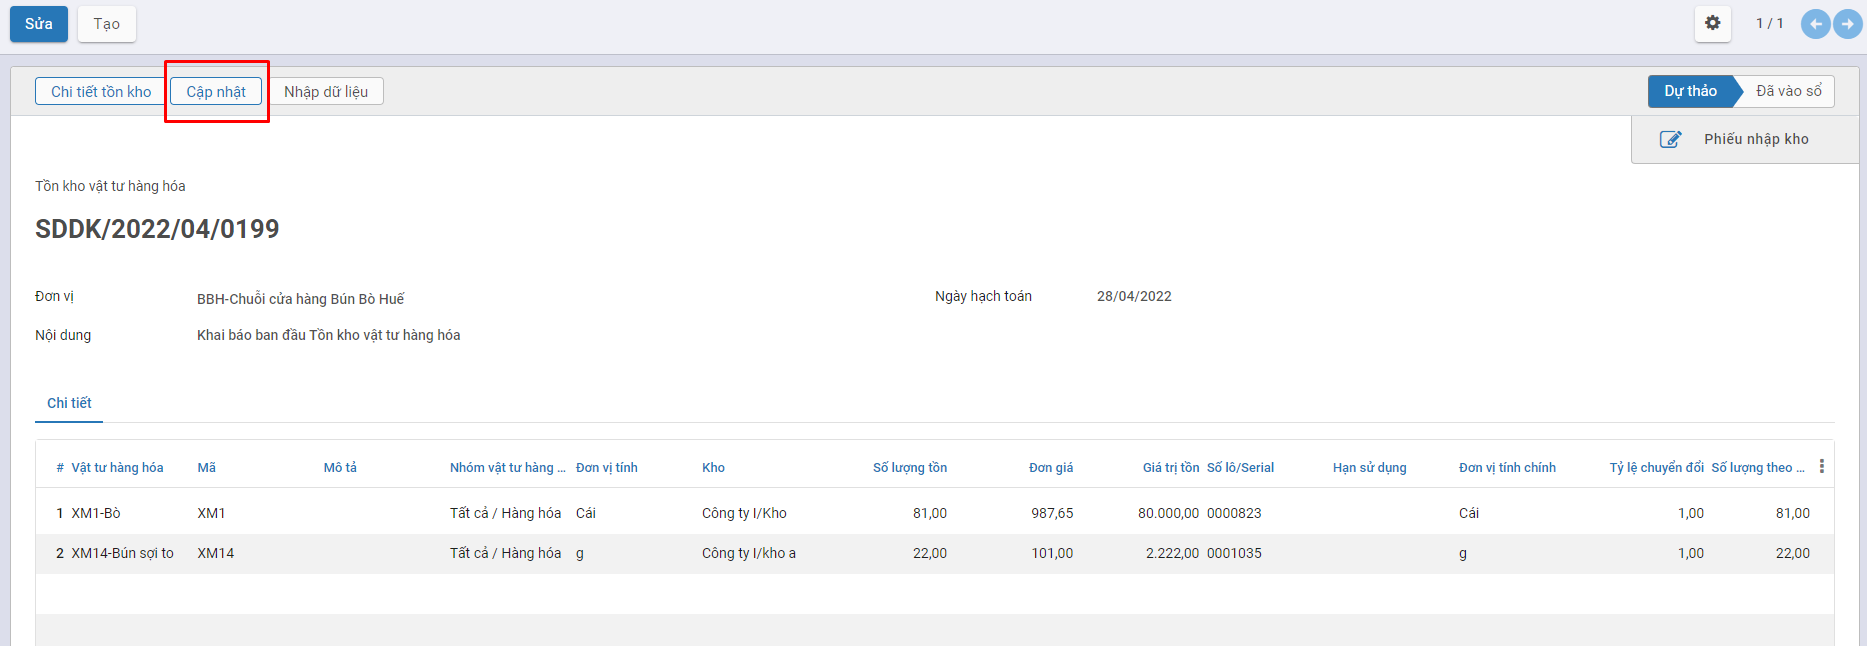 Sửa Tạo 1 / 1
Chi tiết tồn kho Cập nhật Nhập dữ liệu Dự thảo Đã vào sổ
Phiếu nhập kho
Tồn kho vật tư hàng hóa
SDDK/2022/04/0199
Đơn vị BBH-Chuỗi cửa hàng Bún Bò Huế Ngày hạch toán 28/04/2022
Nội dung Khai báo ban đầu Tồn kho vật tư hàng hóa
Chi tiết
# Vật tư hàng hóa Mã Mô tả Nhóm vật tư hàng ... Đơn vị tính Kho Số lượng tồn Đơn giá Giá trị tồn Số lô/Serial Hạn sử dụng Đơn vị tính chính Tỷ lệ chuyển đổi Số lượng theo ...
1 XM1-Bò XM1 Tất cả / Hàng hóa Cái Công ty I/Kho 81,00 987,65 80.000,00 0000823 Cái 1,00 81,00
2 XM14-Bún sợi to XM14 Tất cả / Hàng hóa g Công ty I/kho a 22,00 101,00 2.222,00 0001035 g 1,00 22,00